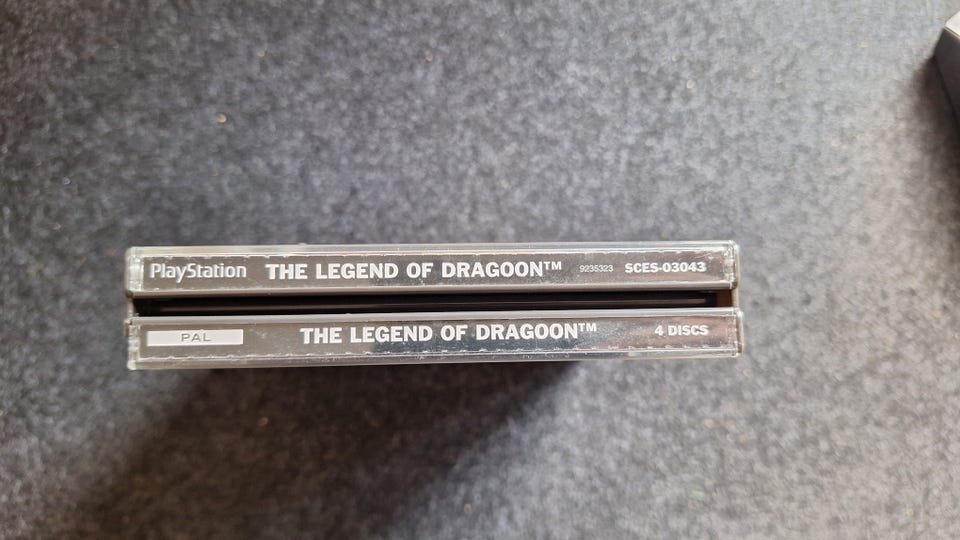 PlayStation THE LEGEND OF DRAGOON™ 9235323 SCES-03043
PAL THE LEGEND OF DRAGOON™ 4 DISCS